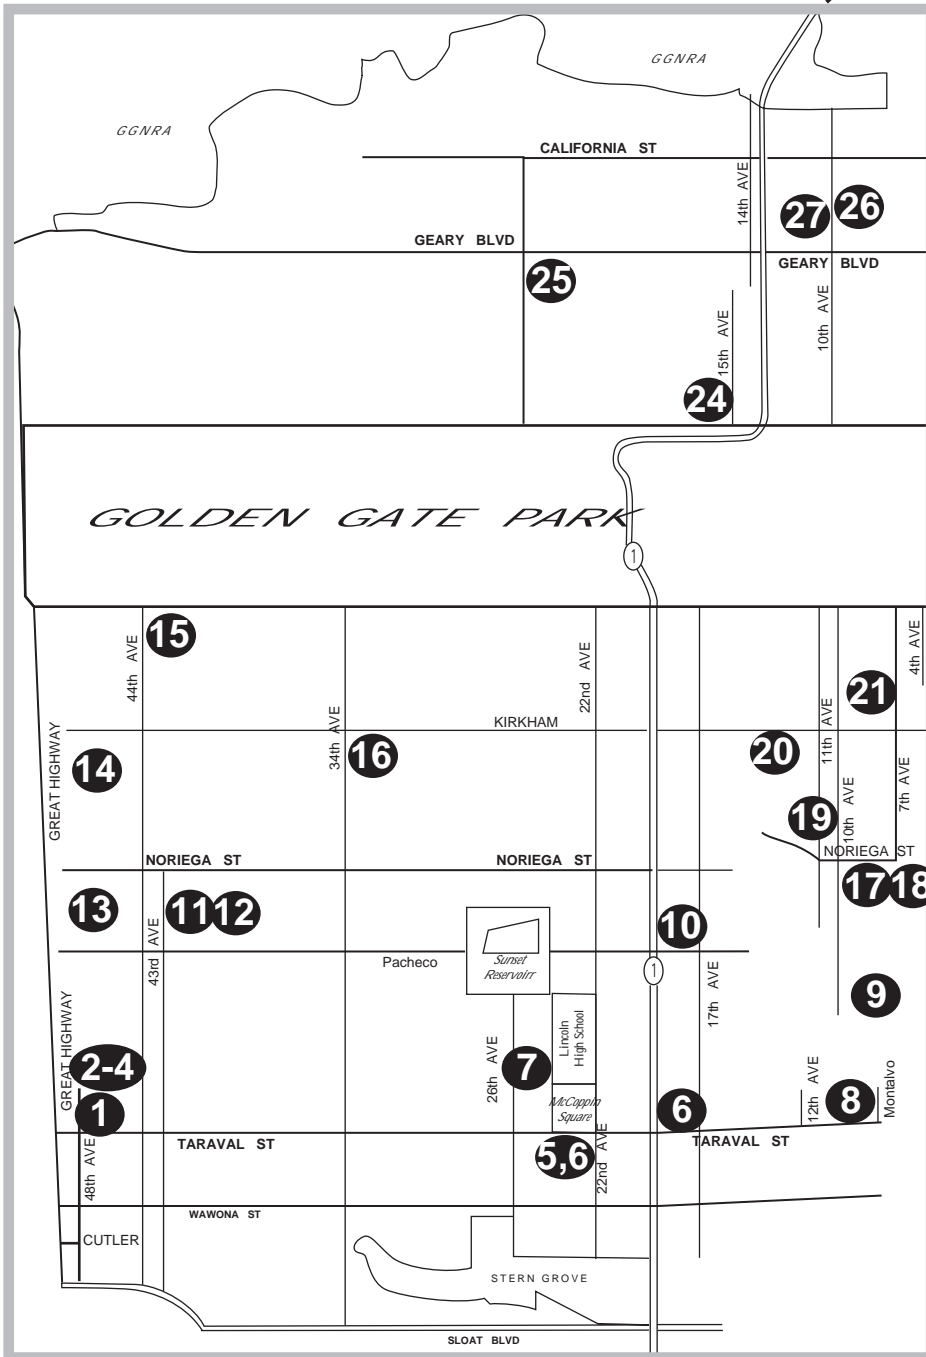 GGNRA
GGNRA
CALIFORNIA ST
14th AVE
27
26
GEARY BLVD
GEARY BLVD
25
10th AVE
15th AVE
24
GOLDEN GATE PARK
1
15
44th AVE
22nd AVE
4th AVE
21
KIRKHAM
34th AVE
11th AVE
GREAT HIGHWAY
14
16
20
7th AVE
19
10th AVE
NORIEGA ST
NORIEGA ST
NORIEGA ST
17
18
13
11
12
10
43rd AVE
Pacheco
Sunset
Reservoirr
1
17th AVE
9
GREAT HIGHWAY
Lincoln
High School
26th AVE
2-4
7
12th AVE
Montalvo
1
McCoppin
Square
6
8
TARAVAL ST
TARAVAL ST
5,6
22nd AVE
48th AVE
WAWONA ST
CUTLER
STERN GROVE
SLOAT BLVD